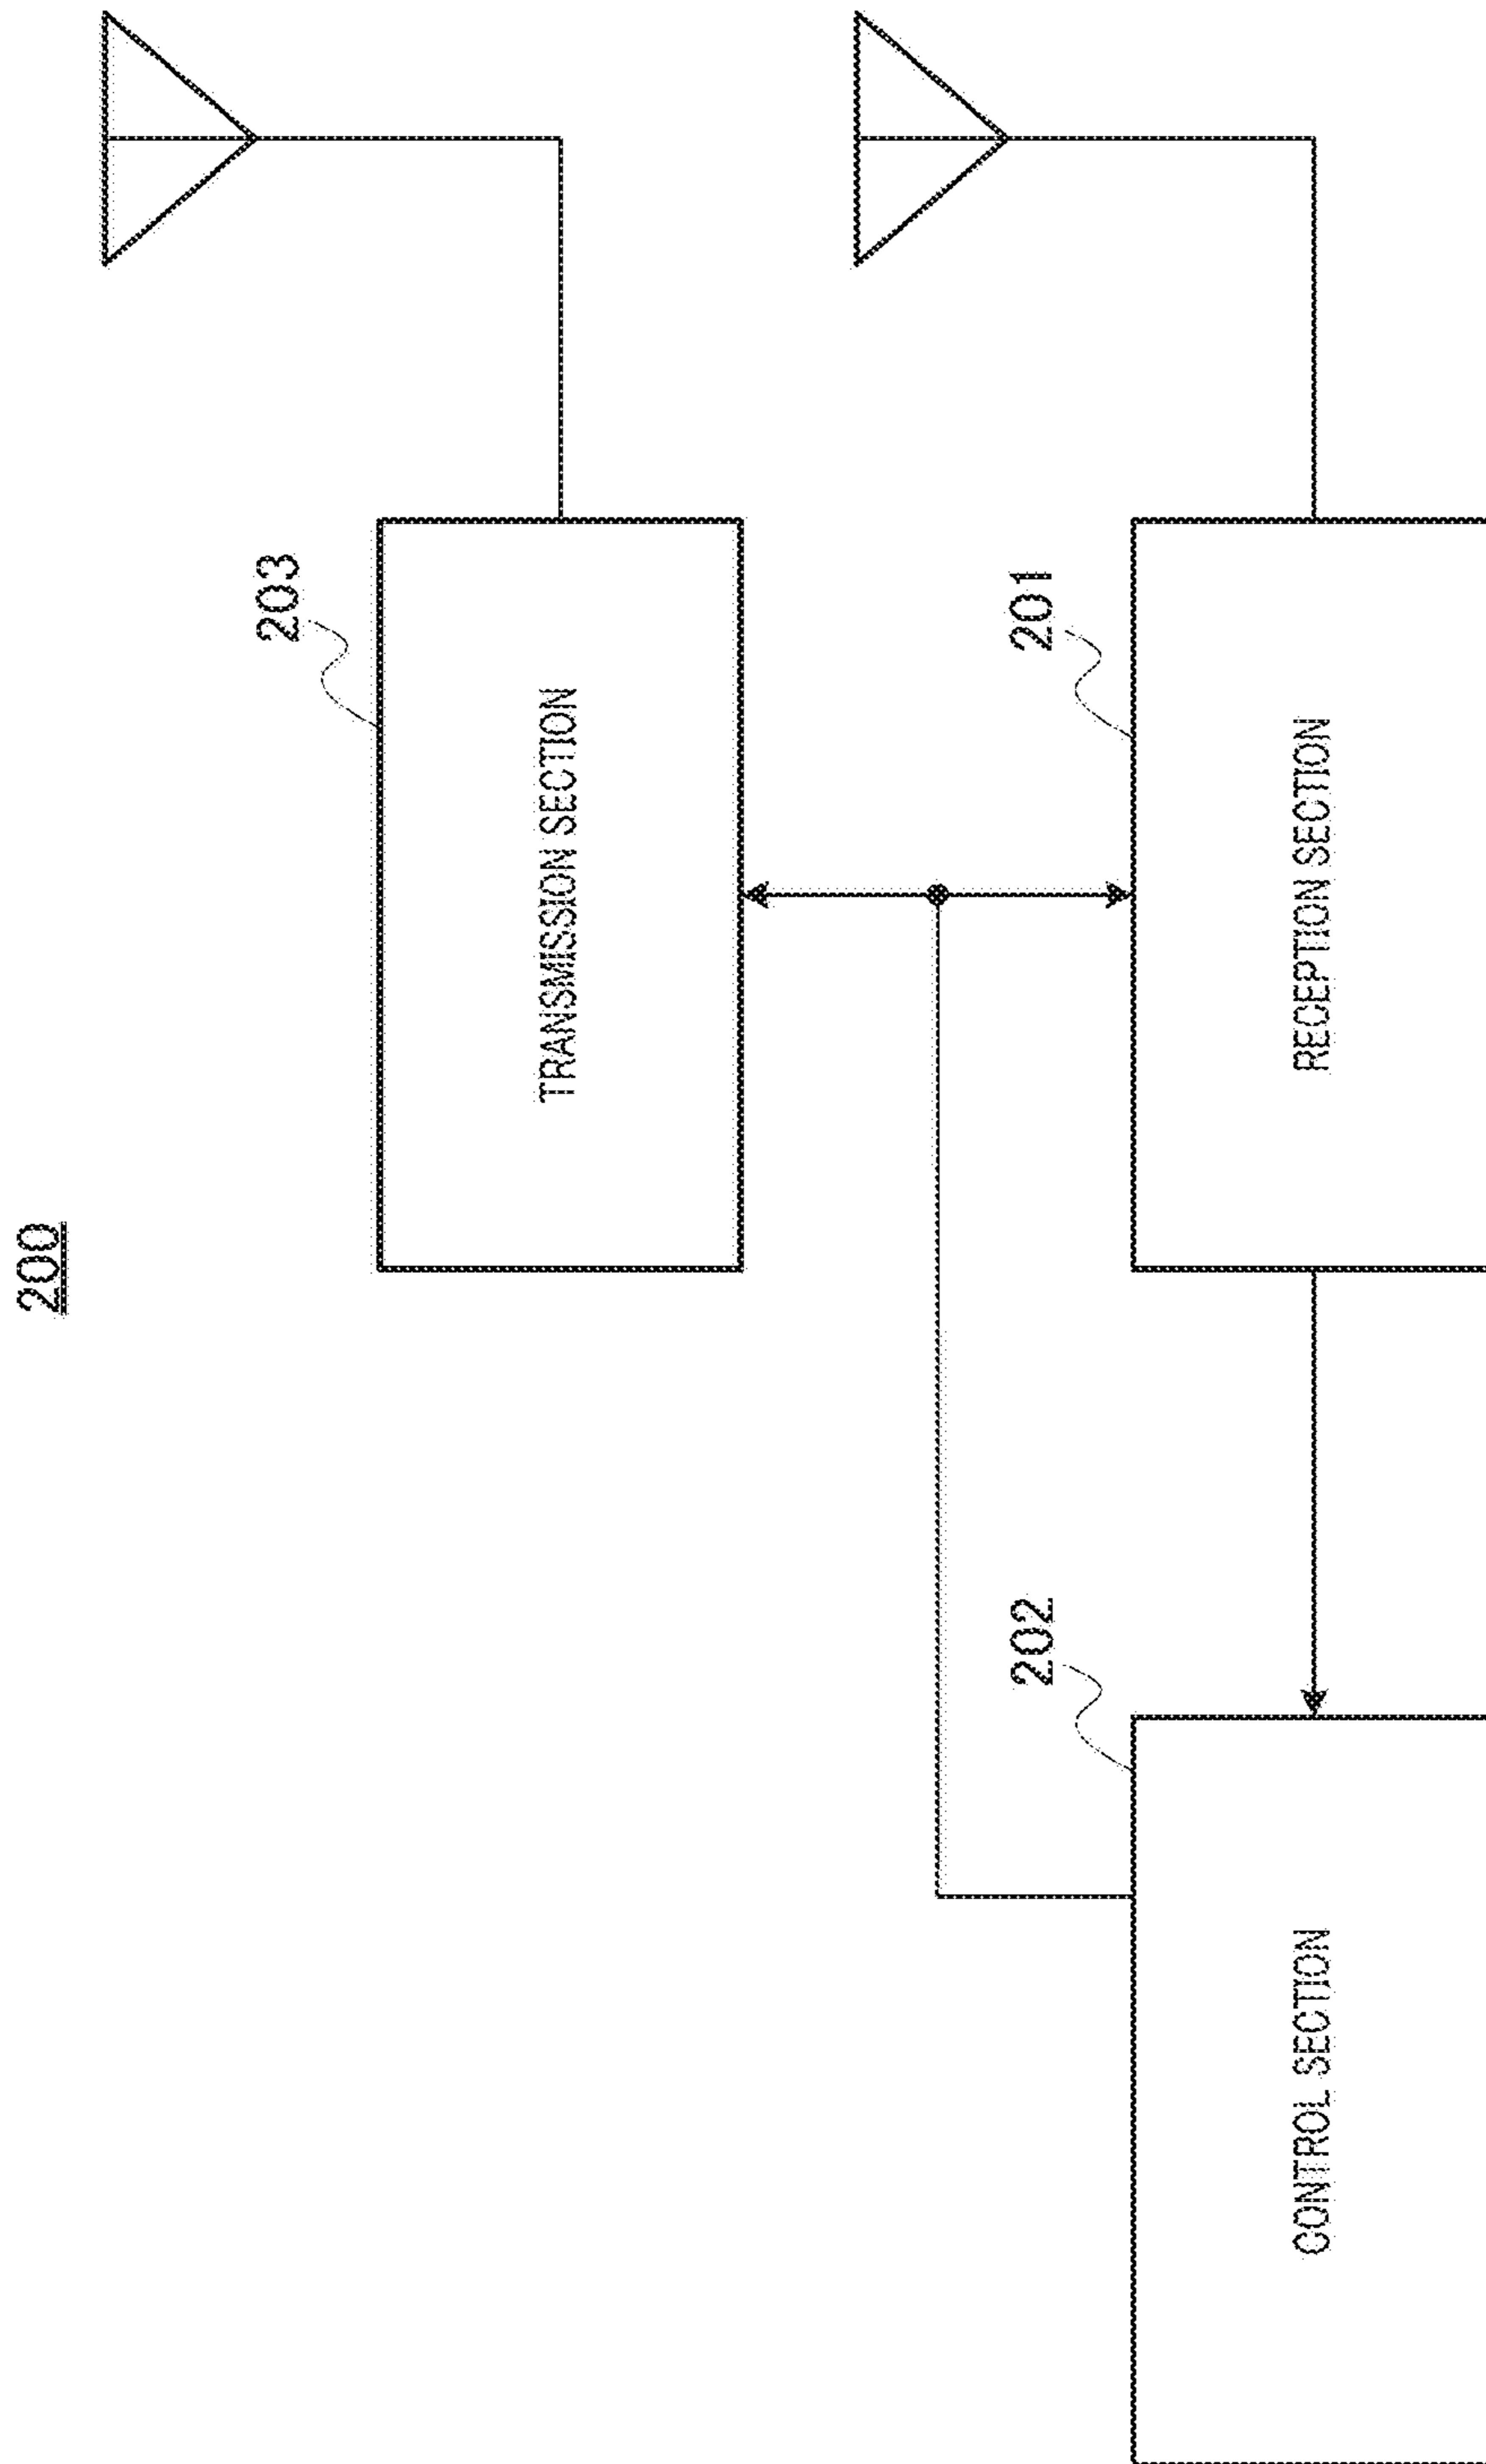 200
203
TRANSMISSION SECTION
202
201
CONTROL SECTION
RECEPTION SECTION